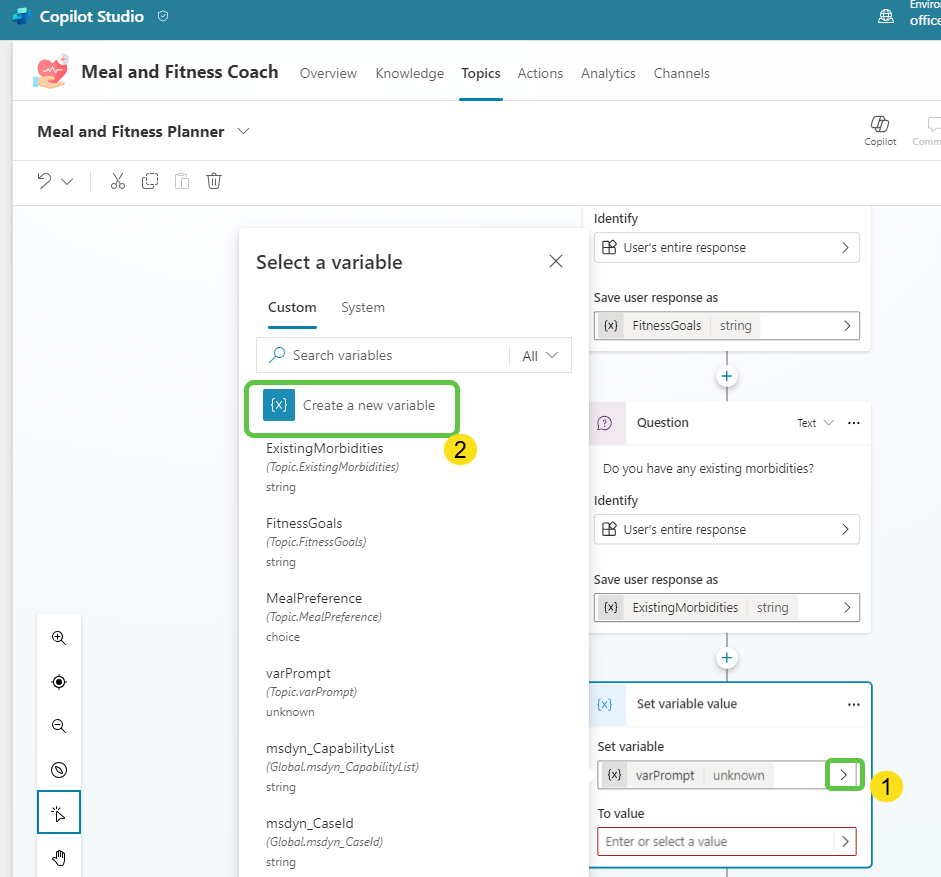 Copilot Studio
Enviro
office
Meal and Fitness Coach Overview Knowledge Topics Actions Analytics Channels
Meal and Fitness Planner
Copilot
Comm
Select a variable
Custom System
Search variables All
{x} Create a new variable
2
ExistingMorbidities
(Topic.ExistingMorbidities)
string
FitnessGoals
(Topic.FitnessGoals)
string
MealPreference
(Topic.MealPreference)
choice
varPrompt
(Topic.varPrompt)
unknown
msdyn_CapabilityList
(Global.msdyn_CapabilityList)
string
msdyn_CaseId
(Global.msdyn_CaseId)
string
Identify
User's entire response
Save user response as
{x} FitnessGoals string
Question Text
Do you have any existing morbidities?
Identify
User's entire response
Save user response as
{x} ExistingMorbidities string
{x} Set variable value
Set variable
{x} varPrompt unknown
1
To value
Enter or select a value